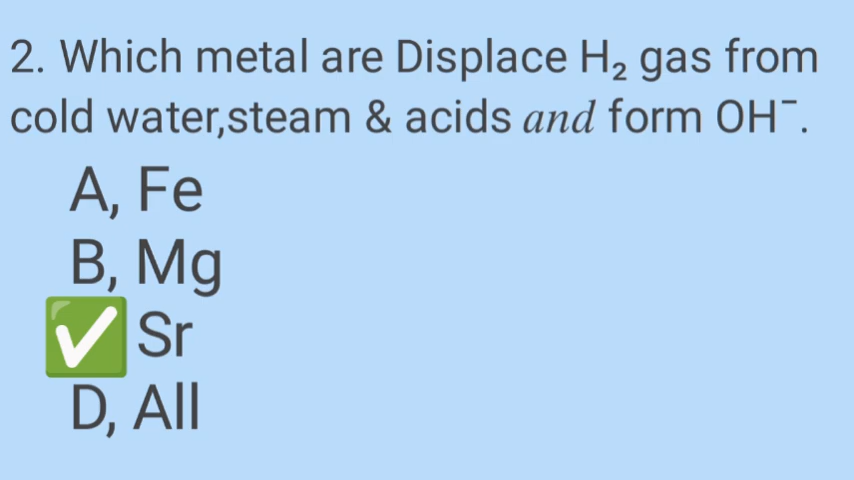 2. Which metal are Displace H₂ gas from
cold water,steam & acids and form OH⁻.
A, Fe
B, Mg
✅ Sr
D, All